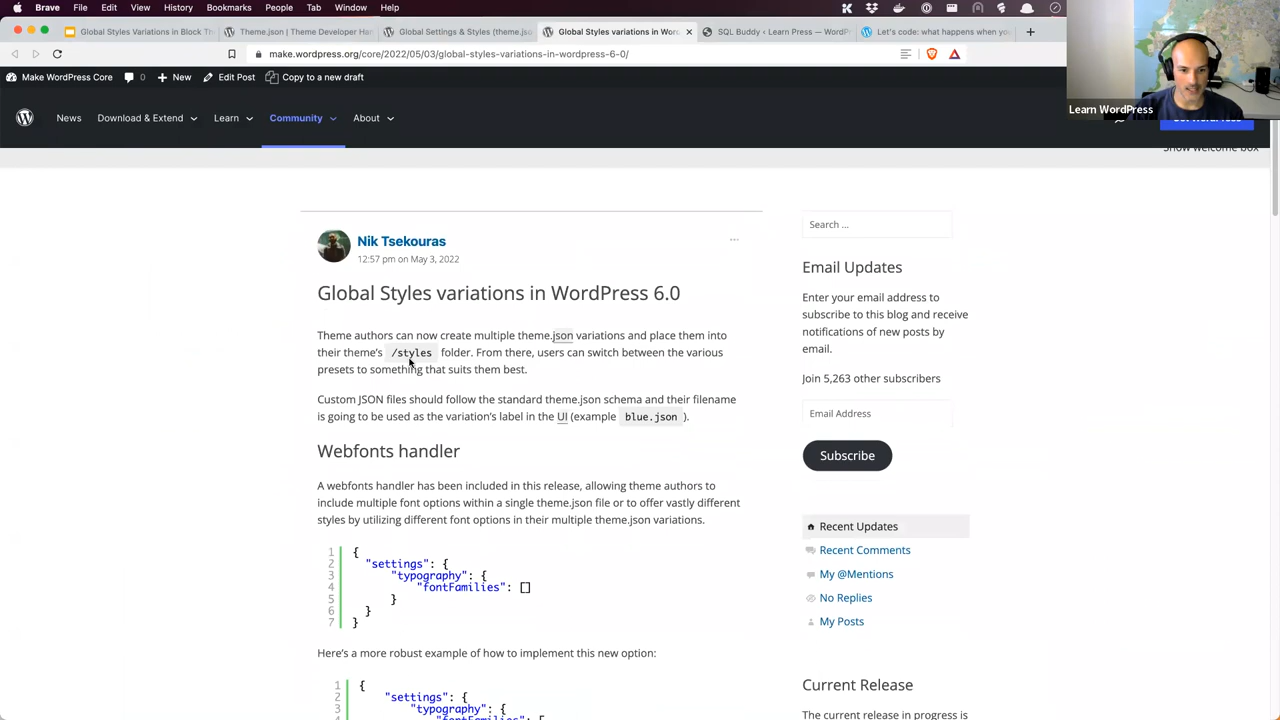 Brave File Edit View History Bookmarks People Tab Window Help
Global Styles Variations in Block Th
Theme.json | Theme Developer Han
Global Settings & Styles (theme.jso
Global Styles variations in Wor
SQL Buddy ‹ Learn Press — WordPr
Let's code: what happens when you
make.wordpress.org/core/2022/05/03/global-styles-variations-in-wordpress-6-0/
Make WordPress Core 0 New Edit Post Copy to a new draft
Learn WordPress
News Download & Extend Learn Community About
Show welcome box
Search ...
Nik Tsekouras
12:57 pm on May 3, 2022
Global Styles variations in WordPress 6.0
Theme authors can now create multiple theme.json variations and place them into
their theme's /styles folder. From there, users can switch between the various
presets to something that suits them best.
Custom JSON files should follow the standard theme.json schema and their filename
is going to be used as the variation's label in the UI (example blue.json ).
Webfonts handler
A webfonts handler has been included in this release, allowing theme authors to
include multiple font options within a single theme.json file or to offer vastly different
styles by utilizing different font options in their multiple theme.json variations.
1 {
2 "settings": {
3 "typography": {
4 "fontFamilies": []
5 }
6 }
7 }
Here's a more robust example of how to implement this new option:
1 {
2 "settings": {
3 "typography": {
Email Updates
Enter your email address to
subscribe to this blog and receive
notifications of new posts by
email.
Join 5,263 other subscribers
Email Address
Subscribe
Recent Updates
Recent Comments
My @Mentions
No Replies
My Posts
Current Release
The current release in progress is